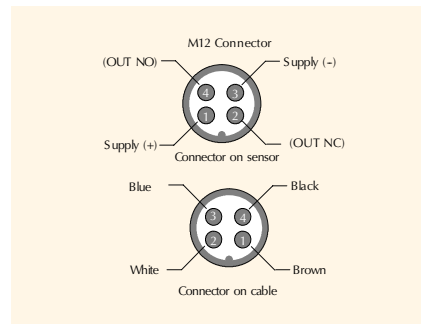 M12 Connector
(OUT NO)
Supply (-)
4
3
1
2
Supply (+)
(OUT NC)
Connector on sensor
Blue
Black
3
4
2
1
White
Brown
Connector on cable